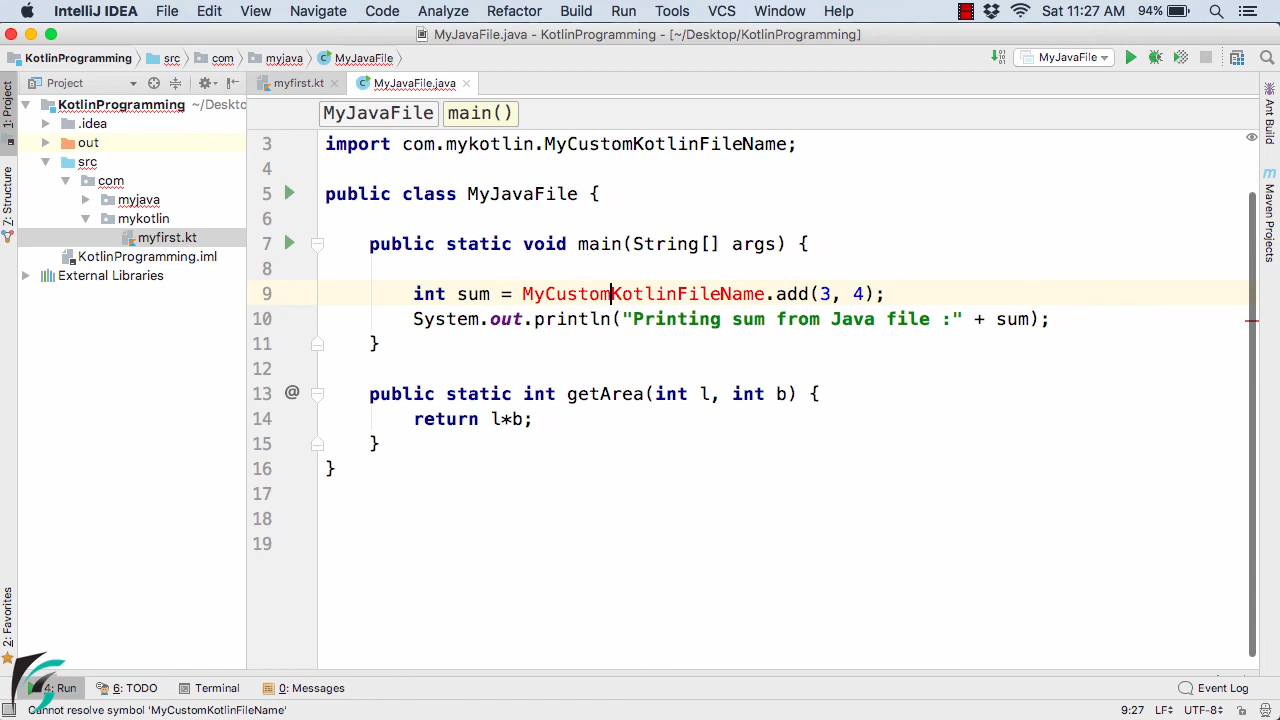 IntelliJ IDEA File Edit View Navigate Code Analyze Refactor Build Run Tools VCS Window Help Sat 11:27 AM 94%
MyJavaFile.java - KotlinProgramming - [~/Desktop/KotlinProgramming]
KotlinProgramming src com myjava MyJavaFile MyJavaFile
Project myfirst.kt MyJavaFile.java
KotlinProgramming ~/Deskto
.idea
out
src
com
myjava
mykotlin
myfirst.kt
KotlinProgramming.iml
External Libraries
1: Project
7: Structure
2: Favorites
MyJavaFile main()
3 import com.mykotlin.MyCustomKotlinFileName;
4
5 public class MyJavaFile {
6
7 public static void main(String[] args) {
8
9 int sum = MyCustomKotlinFileName.add(3, 4);
10 System.out.println("Printing sum from Java file :" + sum);
11 }
12
13 @ public static int getArea(int l, int b) {
14 return l*b;
15 }
16 }
17
18
19
Ant Build
m Maven Projects
4: Run 6: TODO Terminal 0: Messages Event Log
Cannot resolve symbol 'MyCustomKotlinFileName' 9:27 LF÷ UTF-8÷